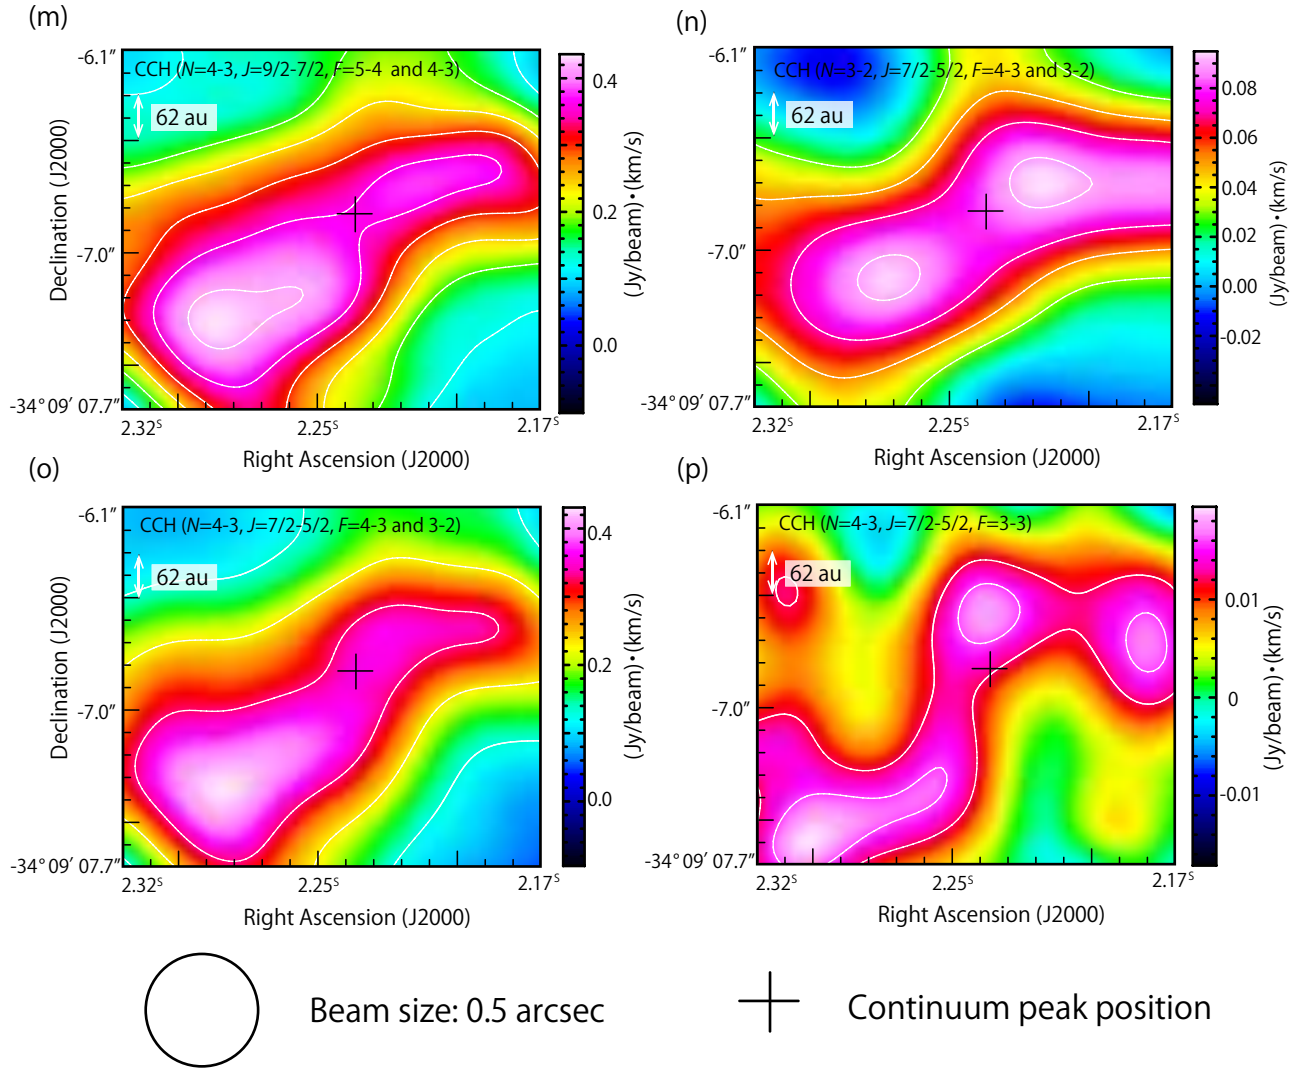 (m)
-6.1″
CCH (N=4-3, J=9/2-7/2, F=5-4 and 4-3)
62 au
-7.0″
-34° 09′ 07.7″
Declination (J2000)
2.32ˢ
2.25ˢ
2.17ˢ
Right Ascension (J2000)
0.4
0.2
0.0
(Jy/beam)•(km/s)
(n)
-6.1″
CCH (N=3-2, J=7/2-5/2, F=4-3 and 3-2)
62 au
-7.0″
-34° 09′ 07.7″
2.32ˢ
2.25ˢ
2.17ˢ
Right Ascension (J2000)
0.08
0.06
0.04
0.02
0.00
-0.02
(Jy/beam)•(km/s)
(o)
-6.1″
CCH (N=4-3, J=7/2-5/2, F=4-3 and 3-2)
62 au
-7.0″
-34° 09′ 07.7″
Declination (J2000)
2.32ˢ
2.25ˢ
2.17ˢ
Right Ascension (J2000)
0.4
0.2
0.0
(Jy/beam)•(km/s)
(p)
-6.1″
CCH (N=4-3, J=7/2-5/2, F=3-3)
62 au
-7.0″
-34° 09′ 07.7″
2.32ˢ
2.25ˢ
2.17ˢ
Right Ascension (J2000)
0.01
0
-0.01
(Jy/beam)•(km/s)
Beam size: 0.5 arcsec
Continuum peak position